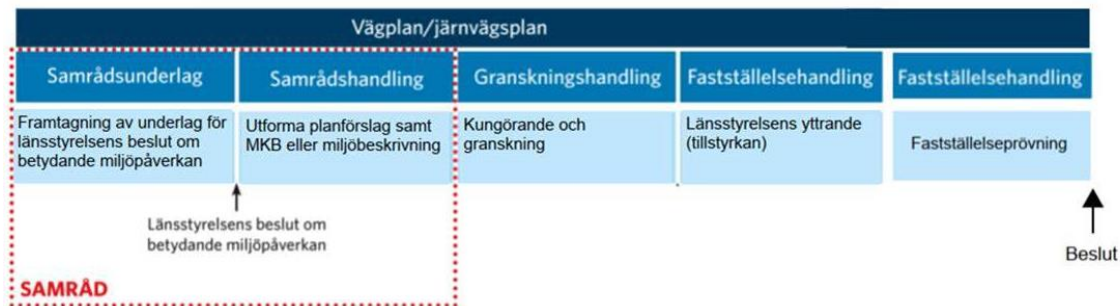 Vägplan/järnvägsplan
Samrådsunderlag
Samrådshandling
Granskningshandling
Fastställelsehandling
Fastställelsehandling
Framtagning av underlag för
länsstyrelsens beslut om
betydande miljöpåverkan
Utforma planförslag samt
MKB eller miljöbeskrivning
Kungörande och
granskning
Länsstyrelsens yttrande
(tillstyrkan)
Fastställelseprövning
Länsstyrelsens beslut om
betydande miljöpåverkan
Beslut
SAMRÅD